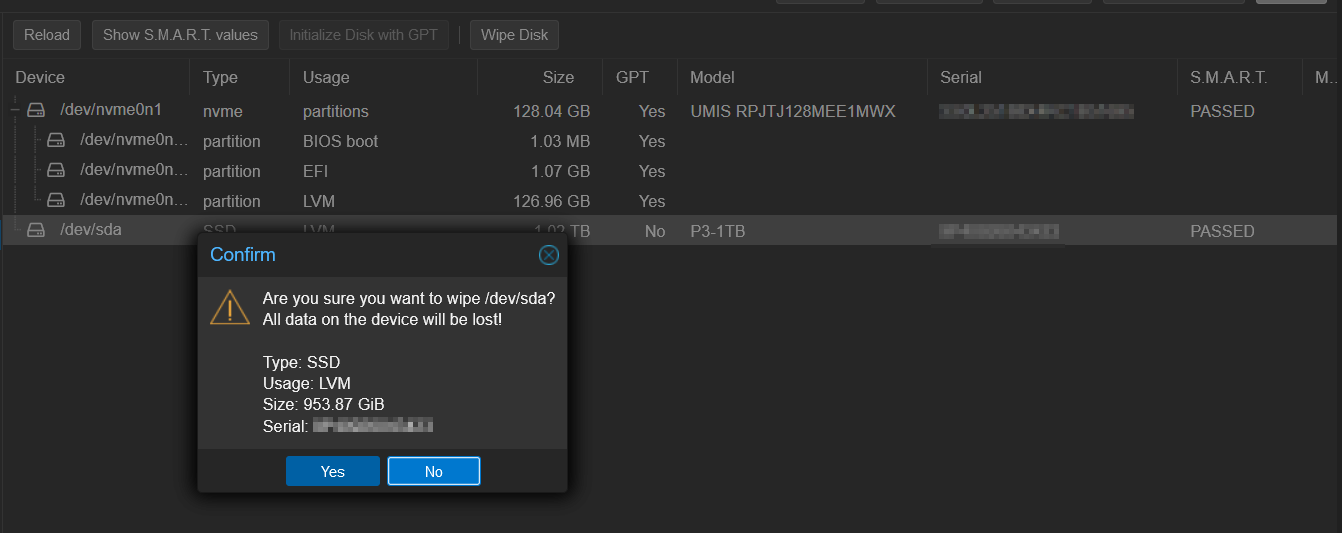 Reload Show S.M.A.R.T. values Initialize Disk with GPT Wipe Disk
Device Type Usage Size GPT Model Serial S.M.A.R.T. M..
/dev/nvme0n1 nvme partitions 128.04 GB Yes UMIS RPJTJ128MEE1MWX PASSED
/dev/nvme0n... partition BIOS boot 1.03 MB Yes
/dev/nvme0n... partition EFI 1.07 GB Yes
/dev/nvme0n... partition LVM 126.96 GB Yes
/dev/sda SSD LVM 1.02 TB No P3-1TB PASSED
Confirm
Are you sure you want to wipe /dev/sda?
All data on the device will be lost!
Type: SSD
Usage: LVM
Size: 953.87 GiB
Serial:
Yes No